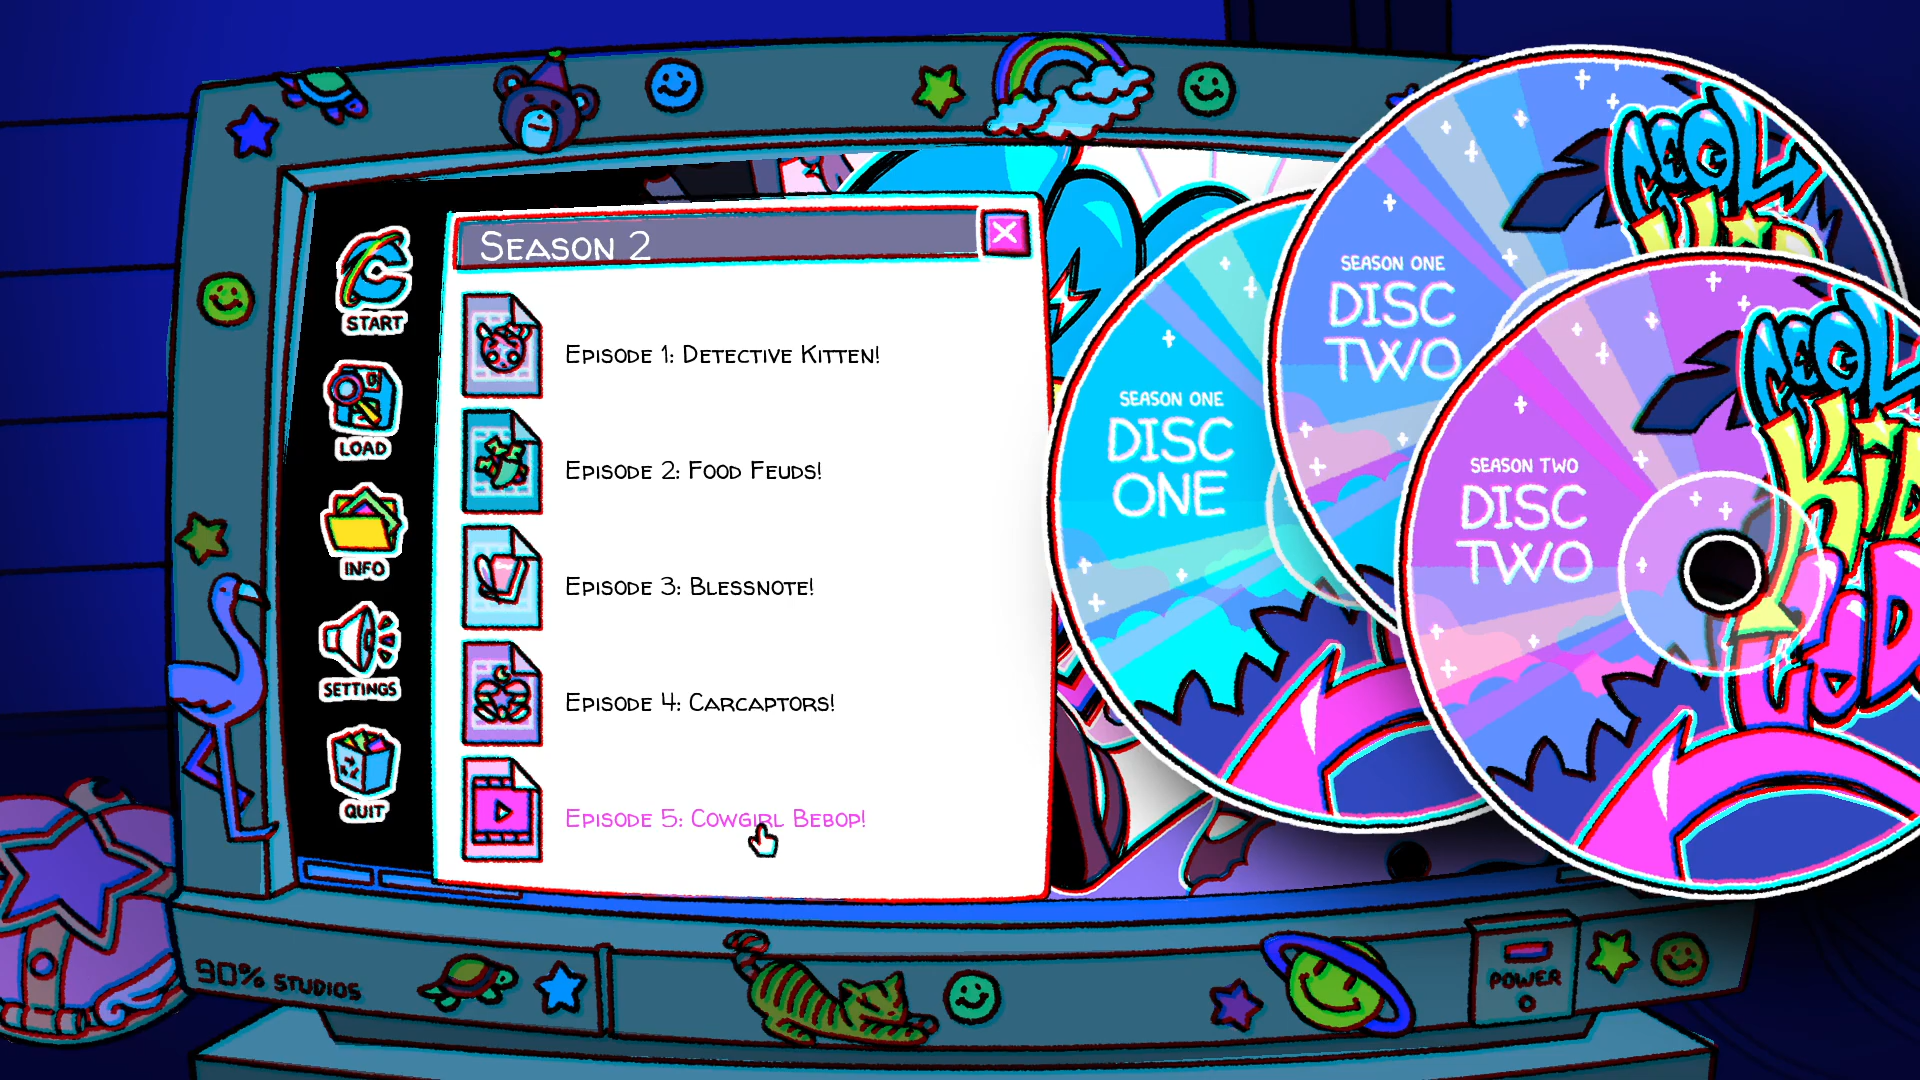 SEASON 2
START
LOAD
INFO
SETTINGS
QUIT
EPISODE 1: DETECTIVE KITTEN!
EPISODE 2: FOOD FEUDS!
EPISODE 3: BLESSNOTE!
EPISODE 4: CARCAPTORS!
EPISODE 5: COWGIRL BEBOP!
SEASON ONE
DISC
ONE
SEASON ONE
DISC
TWO
COOL
SEASON TWO
DISC
TWO
COOL
90% STUDIOS
POWER